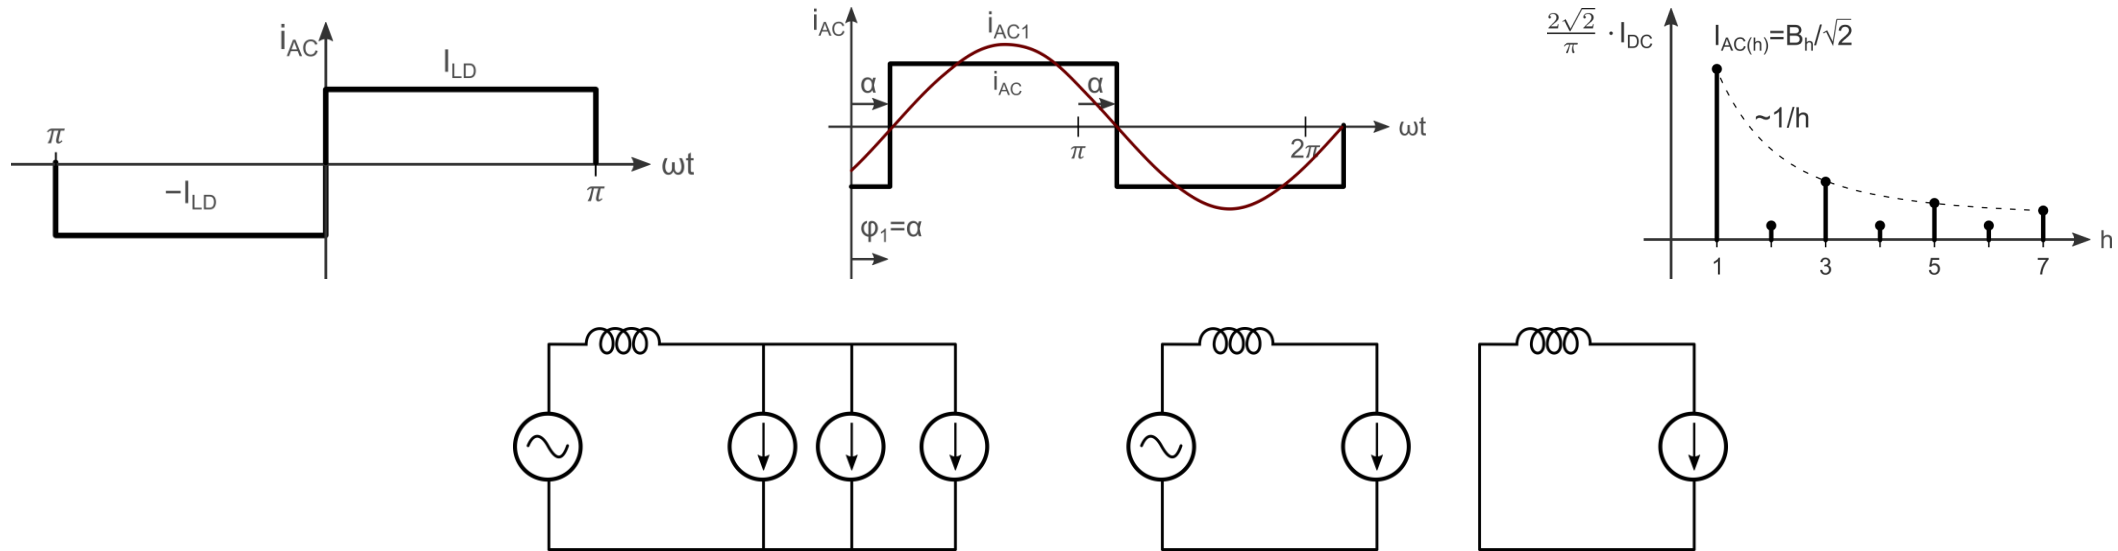 i_AC
I_LD
π
ωt
−I_LD
π
i_AC
i_AC1
α
i_AC
α
ωt
π
2π
φ_1=α
2√2/π · I_DC
I_AC(h)=B_h/√2
~1/h
h
1 3 5 7